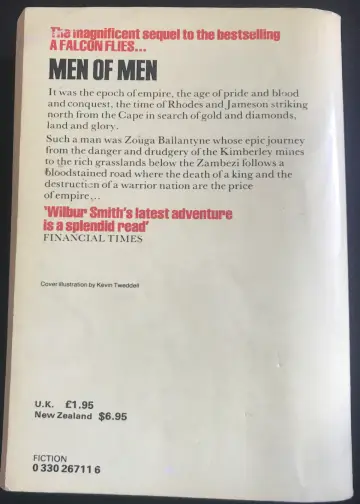 The magnificent sequel to the bestselling
A FALCON FLIES...
MEN OF MEN
It was the epoch of empire, the age of pride and blood
and conquest, the time of Rhodes and Jameson striking
north from the Cape in search of gold and diamonds,
land and glory.
Such a man was Zouga Ballantyne whose epic journey
from the danger and drudgery of the Kimberley mines
to the rich grasslands below the Zambezi follows a
bloodstained road where the death of a king and the
destruction of a warrior nation are the price
of empire...
'Wilbur Smith's latest adventure
is a splendid read'
FINANCIAL TIMES
Cover illustration by Kevin Tweddell
U.K. £1.95
New Zealand $6.95
FICTION
0 330 26711 6